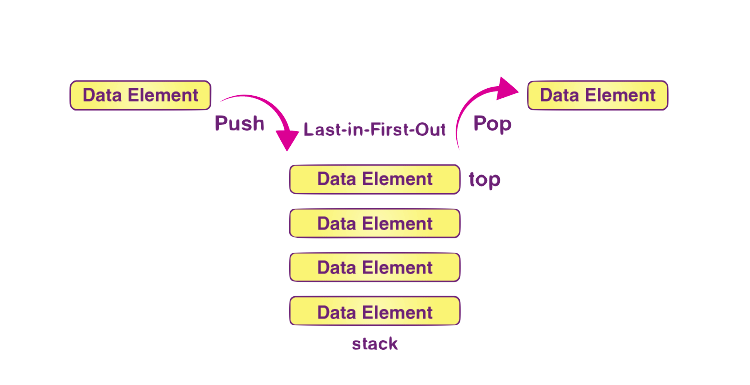 Data Element
Data Element
Push
Last-in-First-Out
Pop
Data Element
top
Data Element
Data Element
Data Element
stack